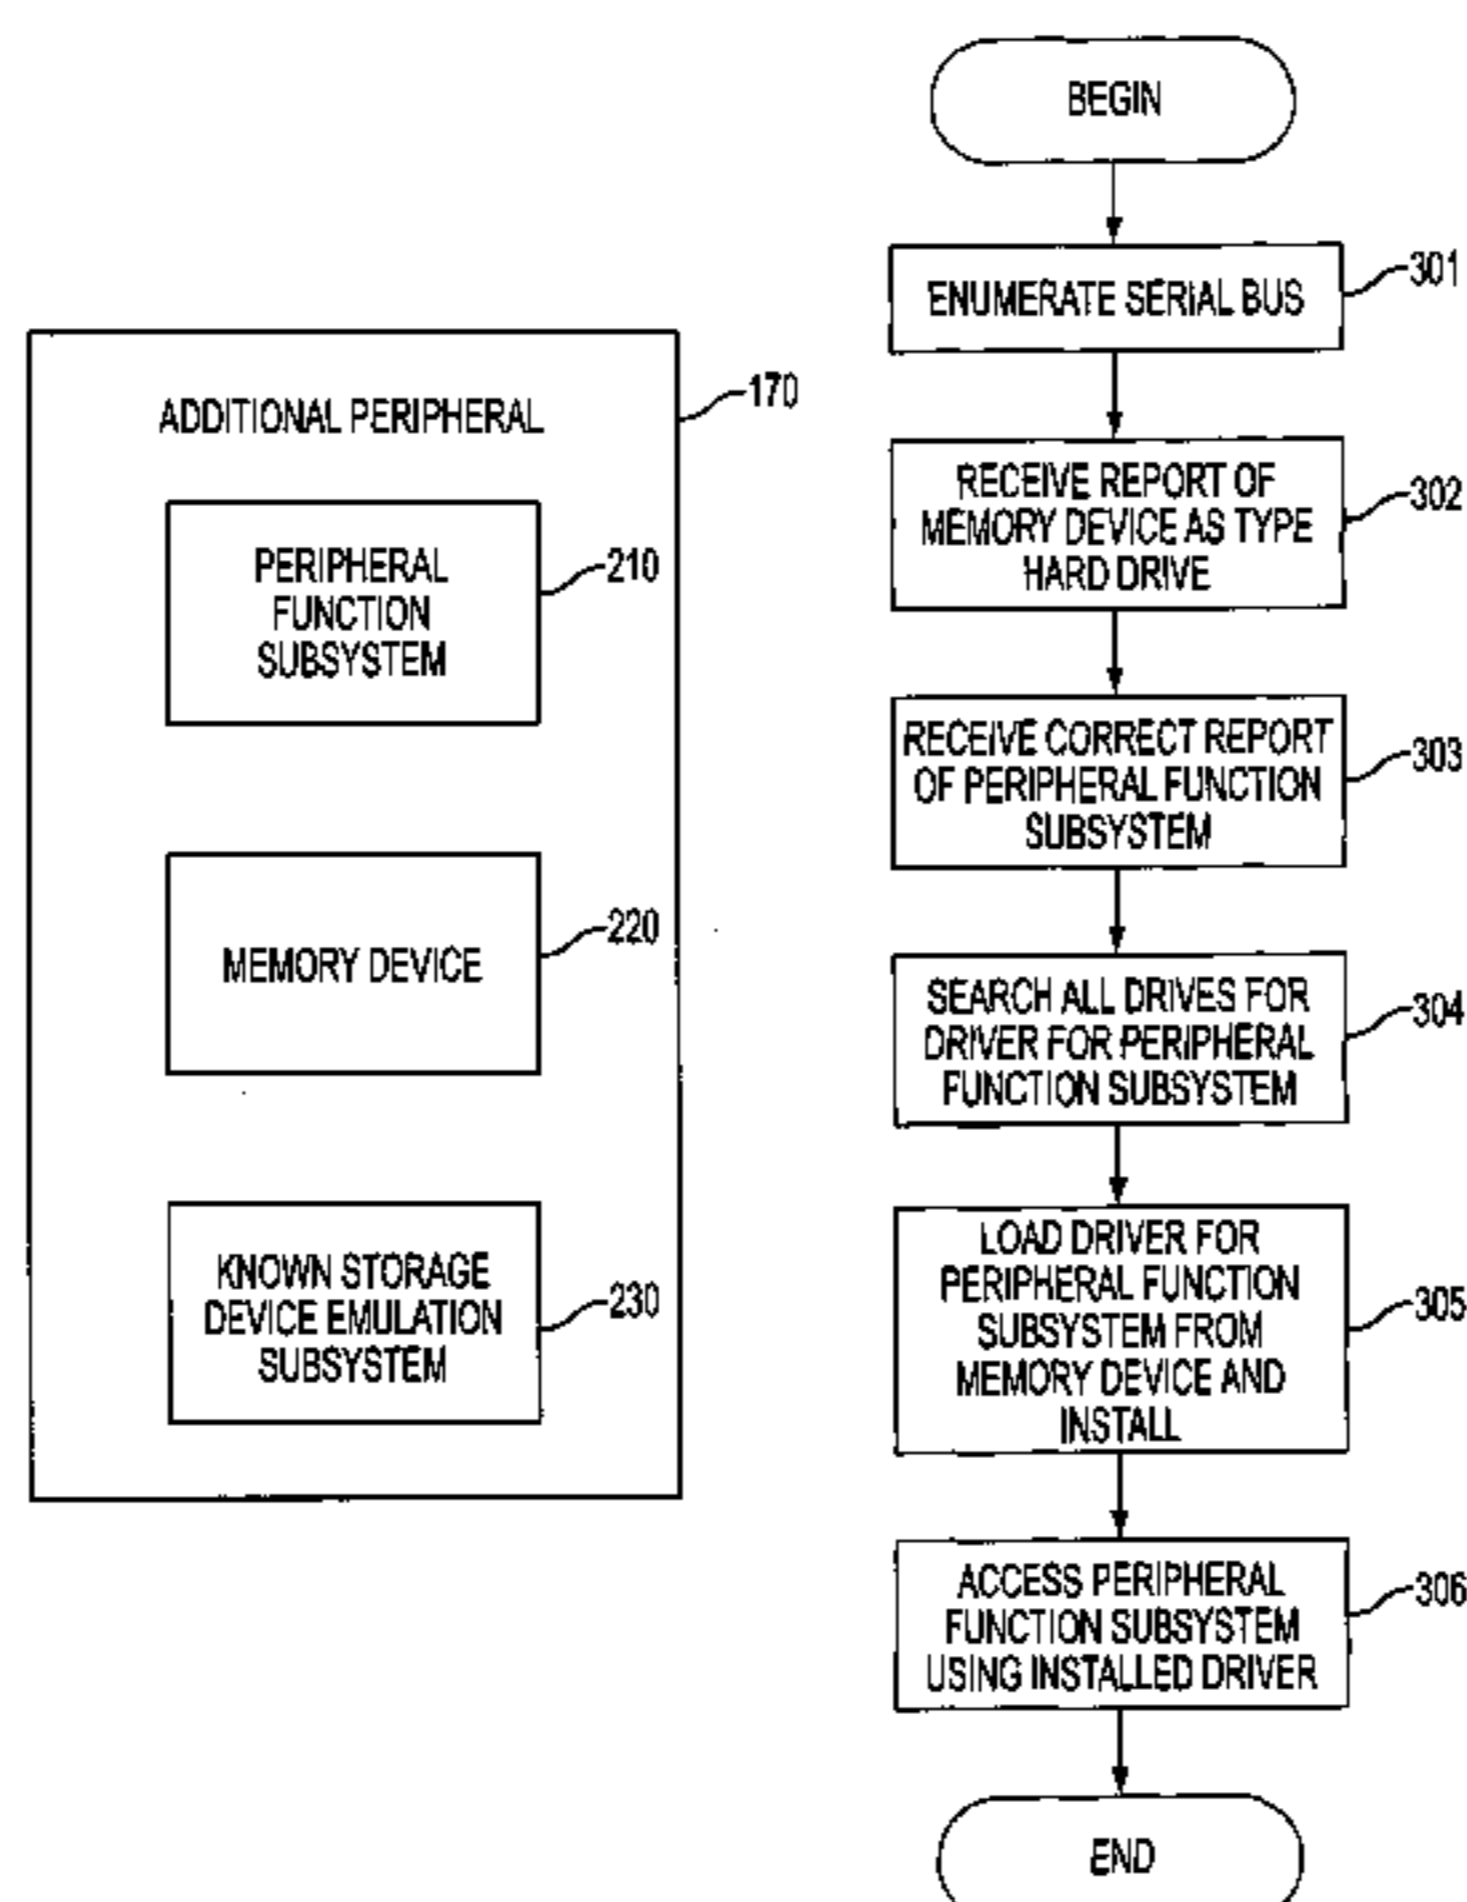 ADDITIONAL PERIPHERAL
170
PERIPHERAL
FUNCTION
SUBSYSTEM
210
MEMORY DEVICE
220
KNOWN STORAGE
DEVICE EMULATION
SUBSYSTEM
230
BEGIN
ENUMERATE SERIAL BUS
301
RECEIVE REPORT OF
MEMORY DEVICE AS TYPE
HARD DRIVE
302
RECEIVE CORRECT REPORT
OF PERIPHERAL FUNCTION
SUBSYSTEM
303
SEARCH ALL DRIVES FOR
DRIVER FOR PERIPHERAL
FUNCTION SUBSYSTEM
304
LOAD DRIVER FOR
PERIPHERAL FUNCTION
SUBSYSTEM FROM
MEMORY DEVICE AND
INSTALL
305
ACCESS PERIPHERAL
FUNCTION SUBSYSTEM
USING INSTALLED DRIVER
306
END